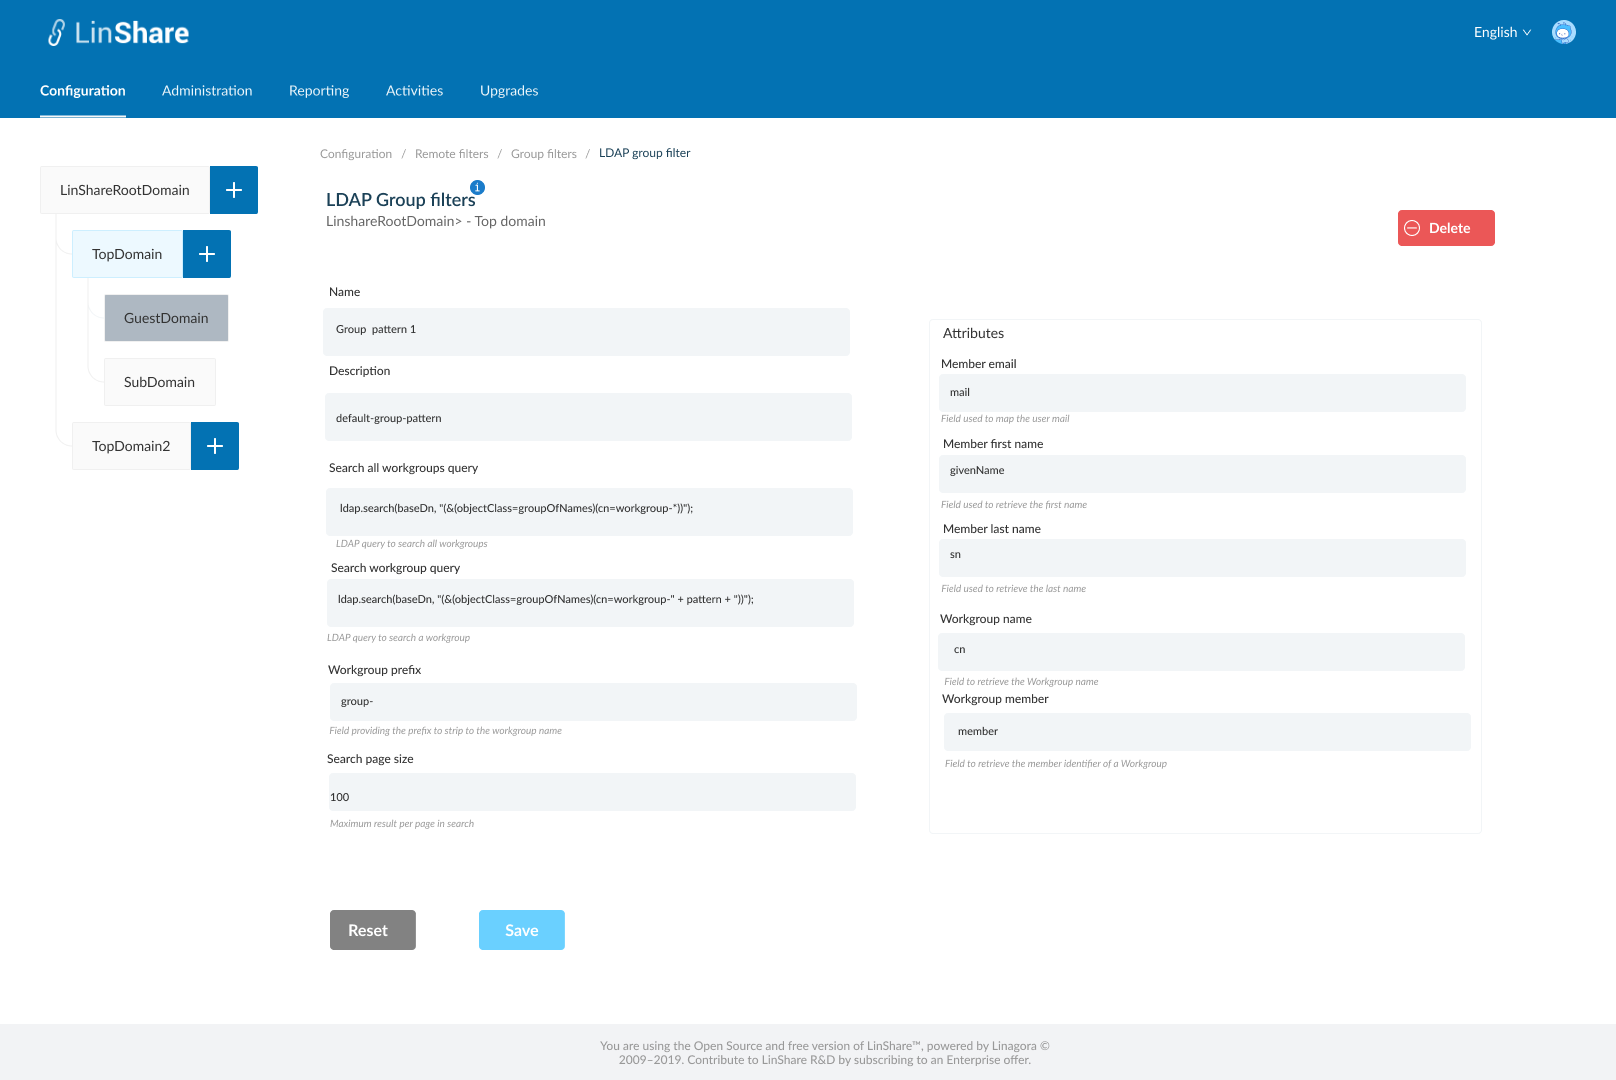 LinShare
English
Configuration
Administration
Reporting
Activities
Upgrades
Configuration / Remote filters / Group filters / LDAP group filter
LinShareRootDomain
TopDomain
GuestDomain
SubDomain
TopDomain2
LDAP Group filters
i
LinshareRootDomain> - Top domain
Delete
Name
Group  pattern 1
Description
default-group-pattern
Search all workgroups query
ldap.search(baseDn, "(&(objectClass=groupOfNames)(cn=workgroup-*))");
LDAP query to search all workgroups
Search workgroup query
ldap.search(baseDn, "(&(objectClass=groupOfNames)(cn=workgroup-" + pattern + "))");
LDAP query to search a workgroup
Workgroup prefix
group-
Field providing the prefix to strip to the workgroup name
Search page size
100
Maximum result per page in search
Attributes
Member email
mail
Field used to map the user mail
Member first name
givenName
Field used to retrieve the first name
Member last name
sn
Field used to retrieve the last name
Workgroup name
cn
Field to retrieve the Workgroup name
Workgroup member
member
Field to retrieve the member identifier of a Workgroup
Reset
Save
You are using the Open Source and free version of LinShare™, powered by Linagora ©
2009–2019. Contribute to LinShare R&D by subscribing to an Enterprise offer.